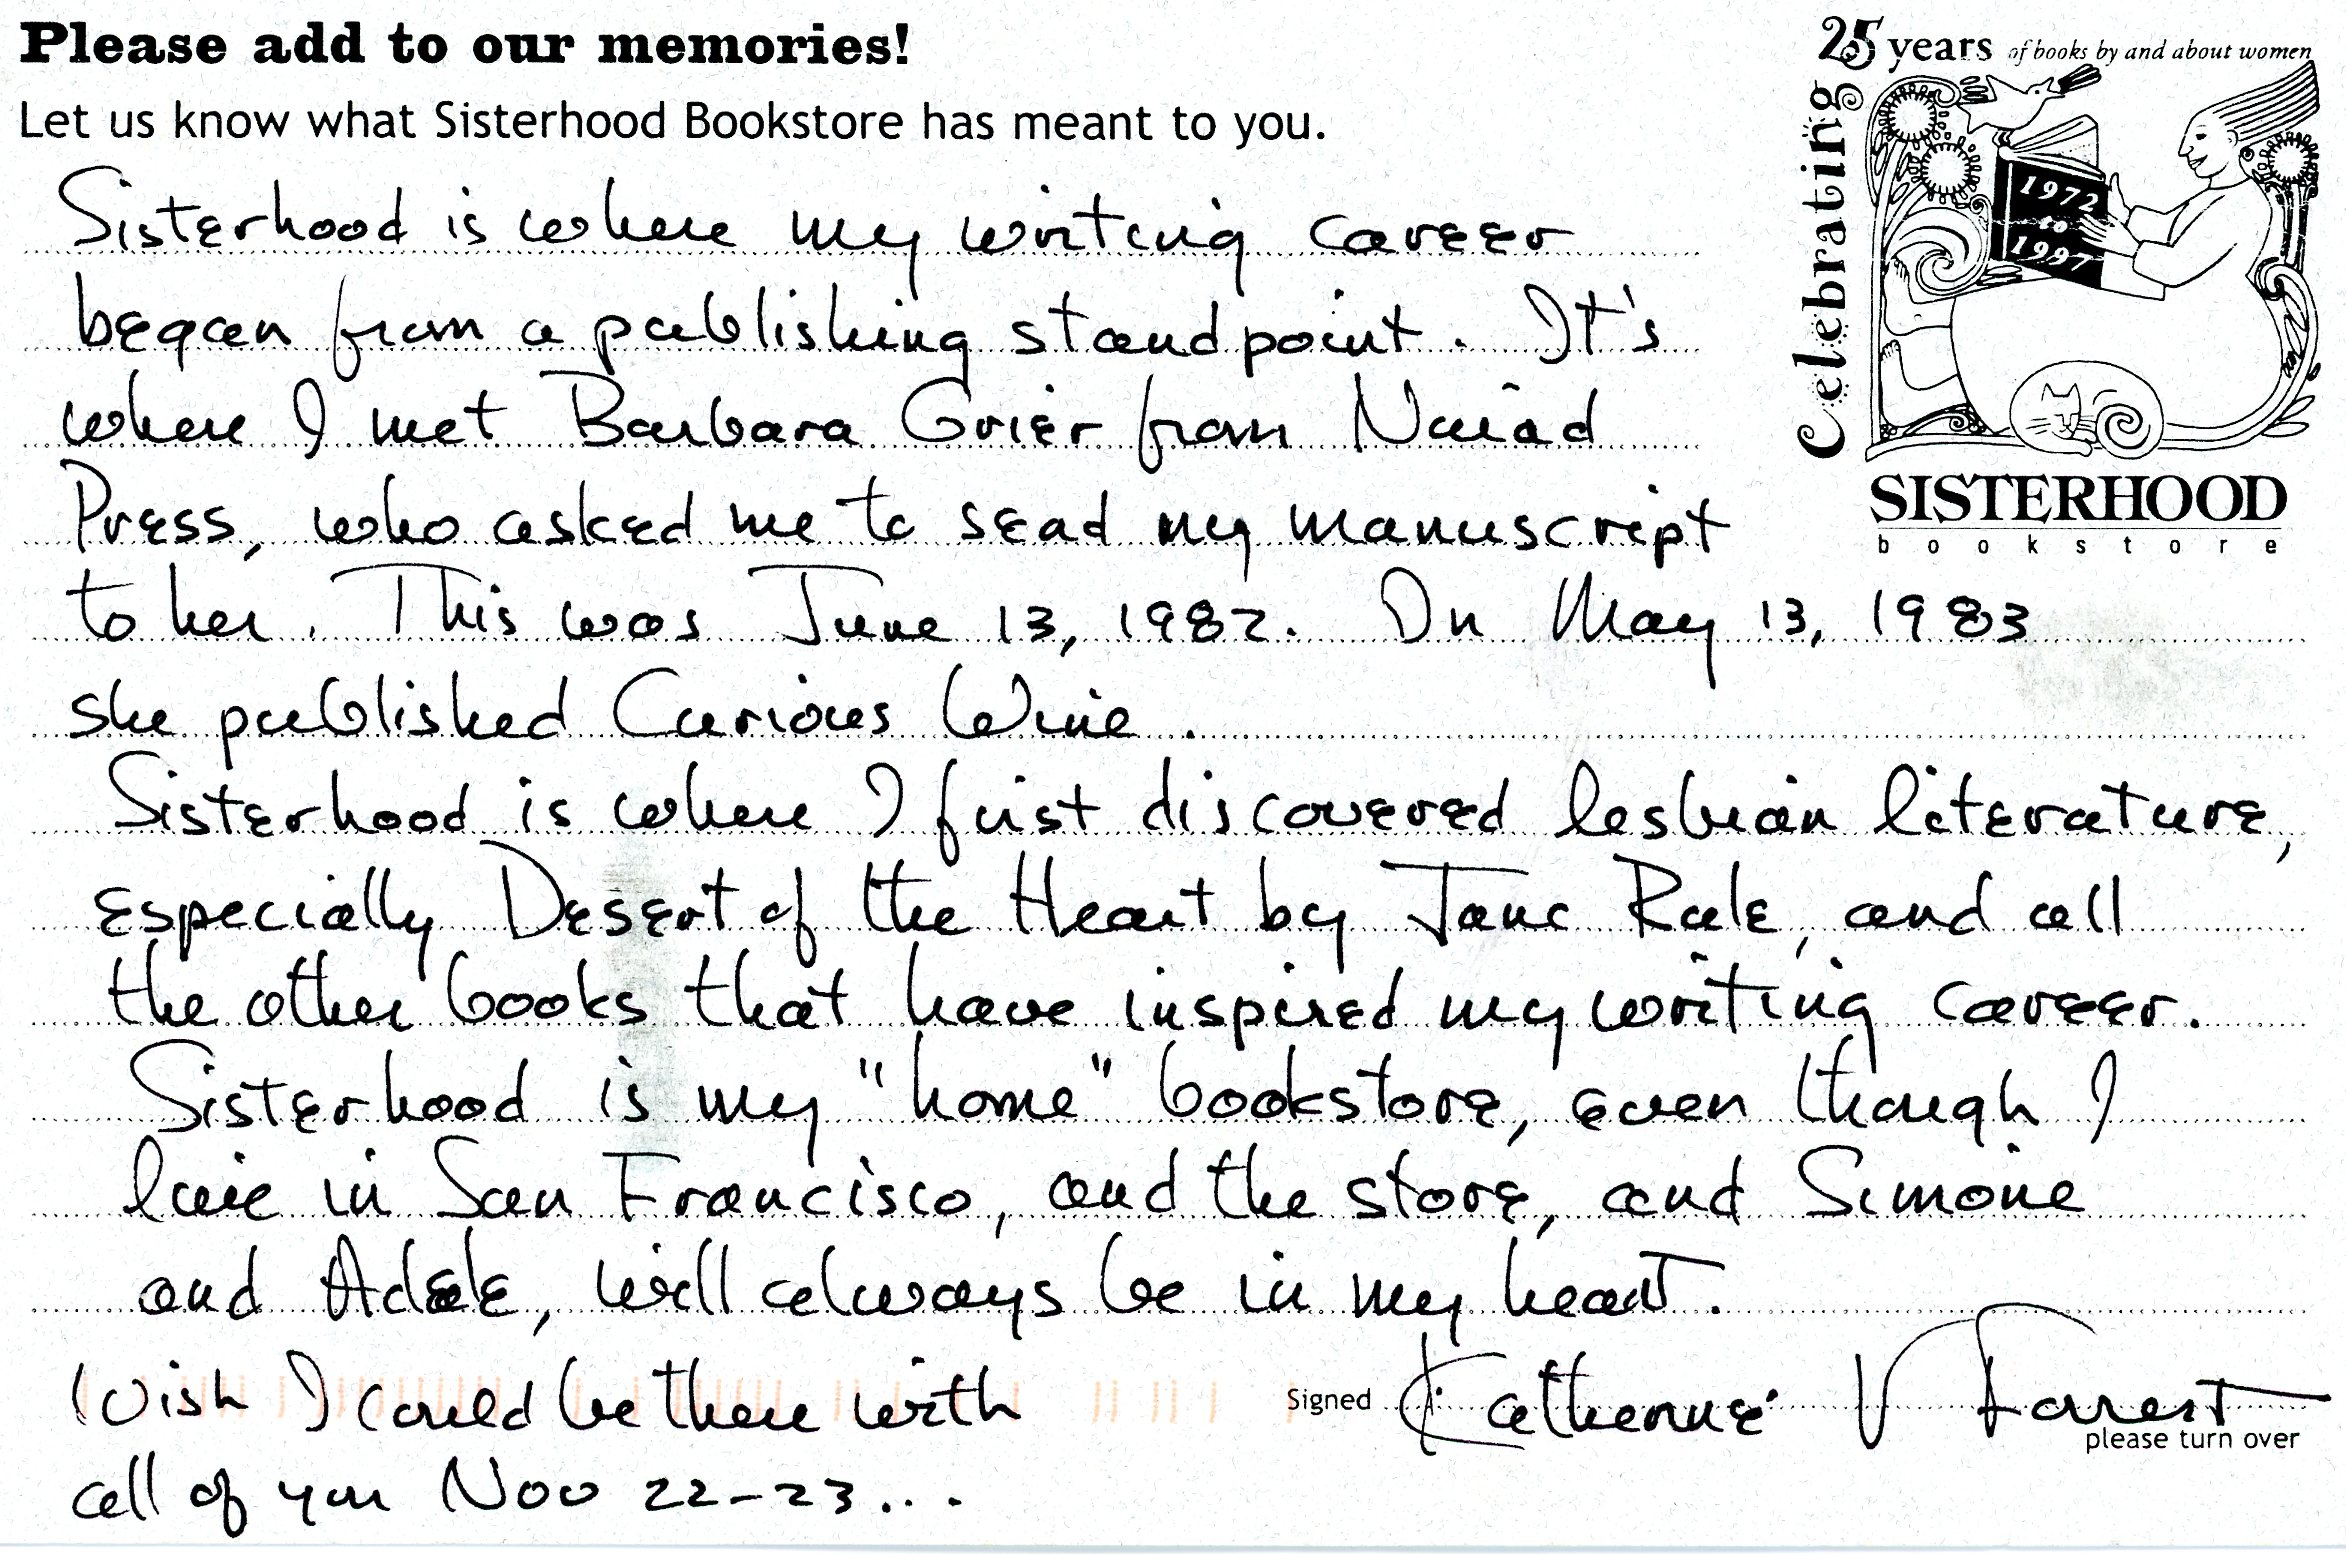 Please add to our memories!
Let us know what Sisterhood Bookstore has meant to you.
Celebrating 25 years of books by and about women
1972
to
1997
SISTERHOOD
bookstore
Sisterhood is where my writing career
began from a publishing standpoint. It's
where I met Barbara Grier from Naiad
Press, who asked me to send my manuscript
to her. This was June 13, 1982. On May 13, 1983
she published Curious Wine.
Sisterhood is where I first discovered lesbian literature,
especially Desert of the Heart by Jane Rule, and all
the other books that have inspired my writing career.
Sisterhood is my "home" bookstore, even though I
live in San Francisco, and the store, and Simone
and Adele, will always be in my heart.
Wish I could be there with
all of you Nov 22-23...
Signed Katherine V Forrest
please turn over